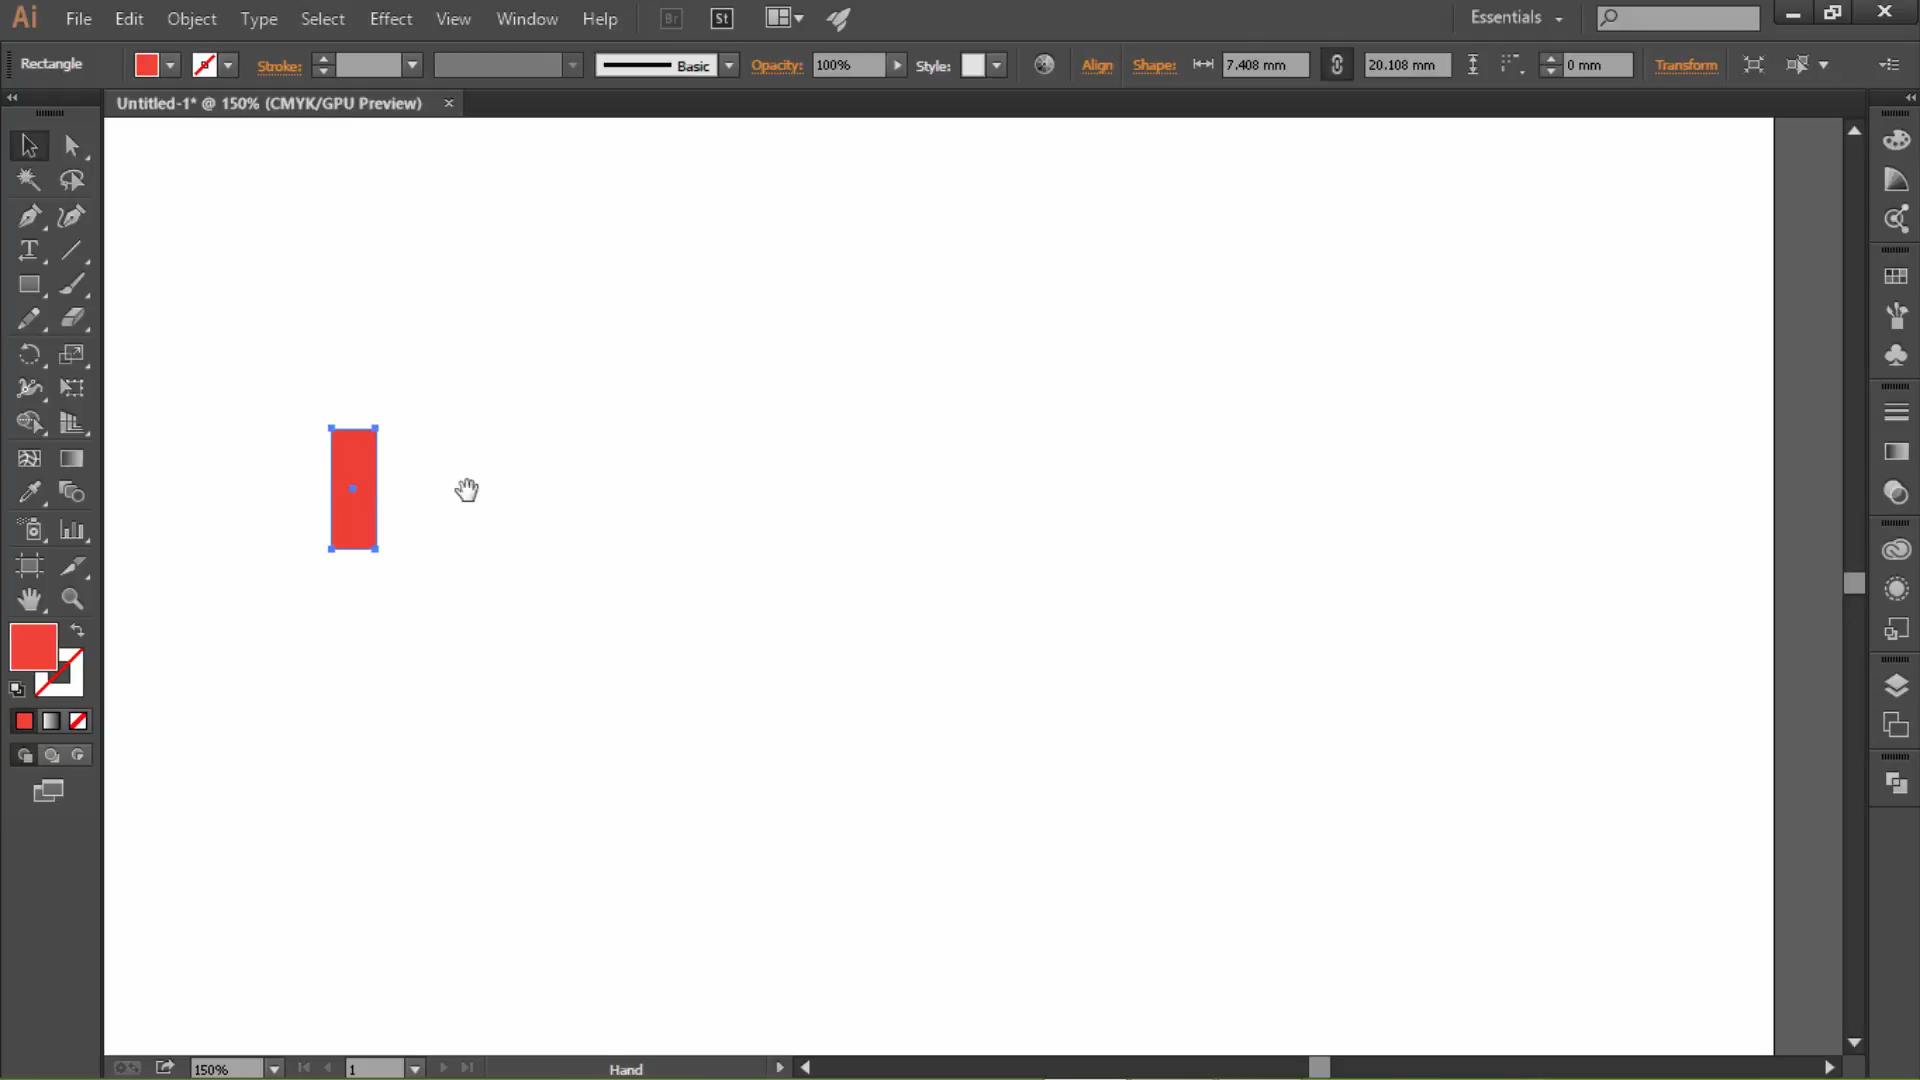 Ai File Edit Object Type Select Effect View Window Help Br St Essentials
Rectangle Stroke: Basic Opacity: 100% Style: Align Shape: 7.408 mm 20.108 mm 0 mm Transform
Untitled-1* @ 150% (CMYK/GPU Preview) ×
150% 1 Hand